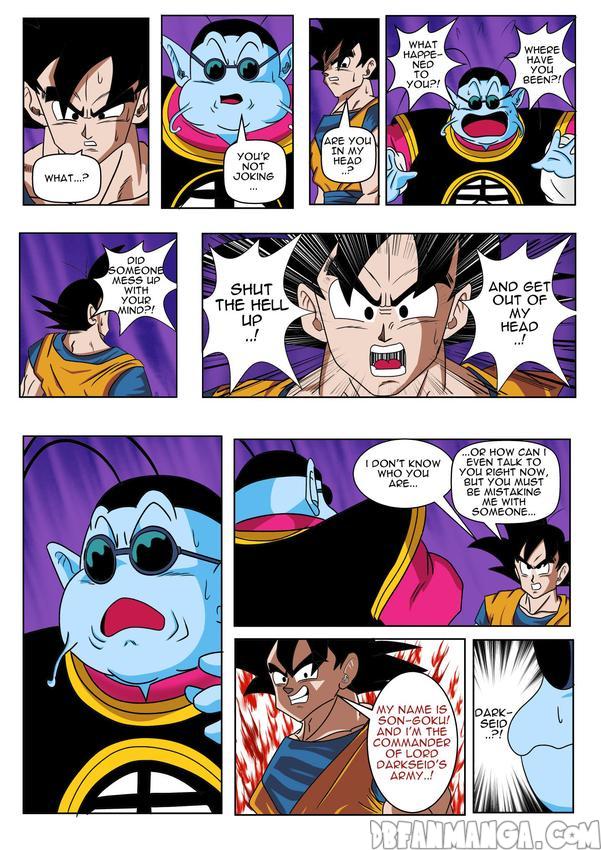 WHAT...?
YOU'R
NOT
JOKING
...
ARE YOU
IN MY
HEAD
..?
WHAT
HAPPE-
NED
TO YOU?!
WHERE
HAVE
YOU
BEEN?!
DID
SOMEONE
MESS UP
WITH
YOUR
MIND?!
SHUT
THE HELL
UP
..!
AND GET
OUT OF
MY
HEAD
..!
I DON'T KNOW
WHO YOU
ARE...
...OR HOW CAN I
EVEN TALK TO
YOU RIGHT NOW,
BUT YOU MUST
BE MISTAKING
ME WITH
SOMEONE...
MY NAME IS
SON-GOKU!
AND I'M THE
COMMANDER
OF LORD
DARKSEID'S
ARMY..!
DARK-
SEID
..?!
DBFANMANGA.COM